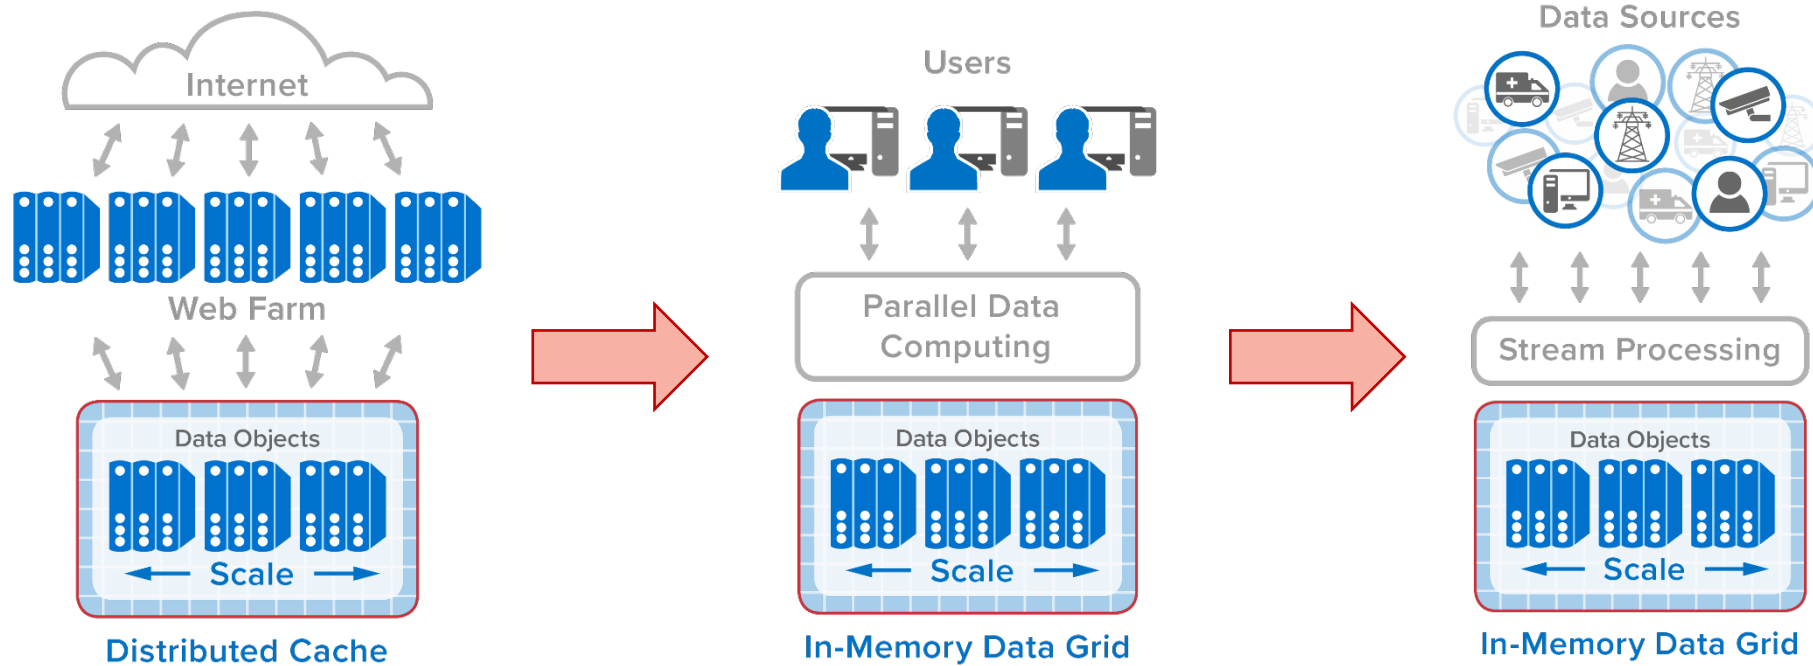 Internet
Web Farm
Data Objects
Scale
Distributed Cache
Users
Parallel Data
Computing
Data Objects
Scale
In-Memory Data Grid
Data Sources
Stream Processing
Data Objects
Scale
In-Memory Data Grid